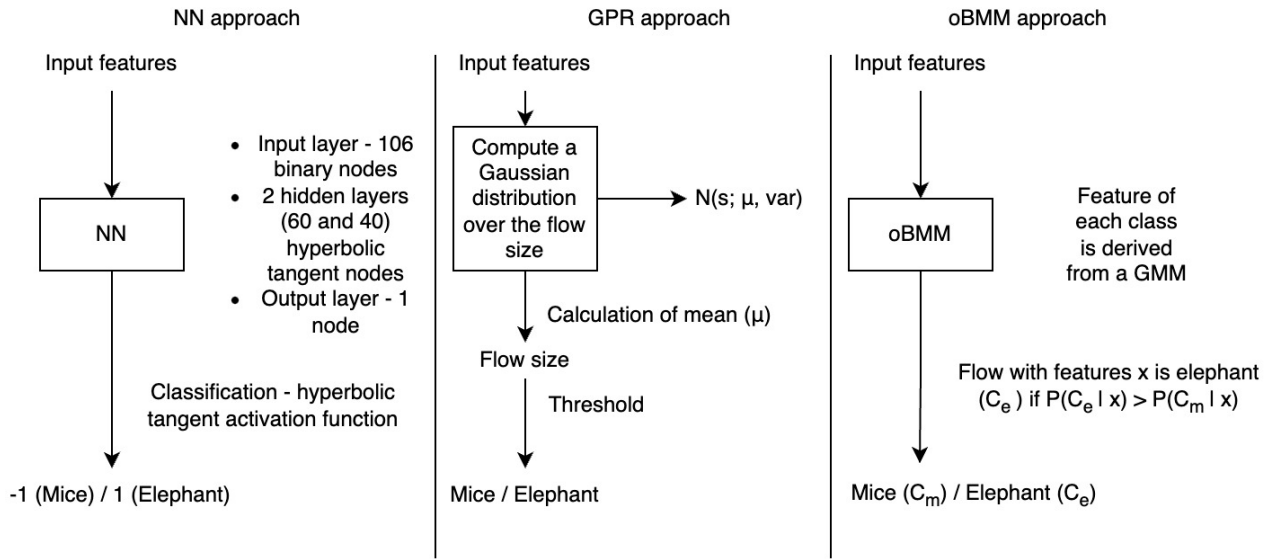 NN approach
Input features
• Input layer - 106
binary nodes
• 2 hidden layers
(60 and 40)
hyperbolic
tangent nodes
• Output layer - 1
node
NN
Classification - hyperbolic
tangent activation function
-1 (Mice) / 1 (Elephant)
GPR approach
Input features
Compute a
Gaussian
distribution
over the flow
size
N(s; μ, var)
Calculation of mean (μ)
Flow size
Threshold
Mice / Elephant
oBMM approach
Input features
oBMM
Feature of
each class
is derived
from a GMM
Flow with features x is elephant
(Cₑ ) if P(Cₑ | x) > P(Cₘ | x)
Mice (Cₘ) / Elephant (Cₑ)